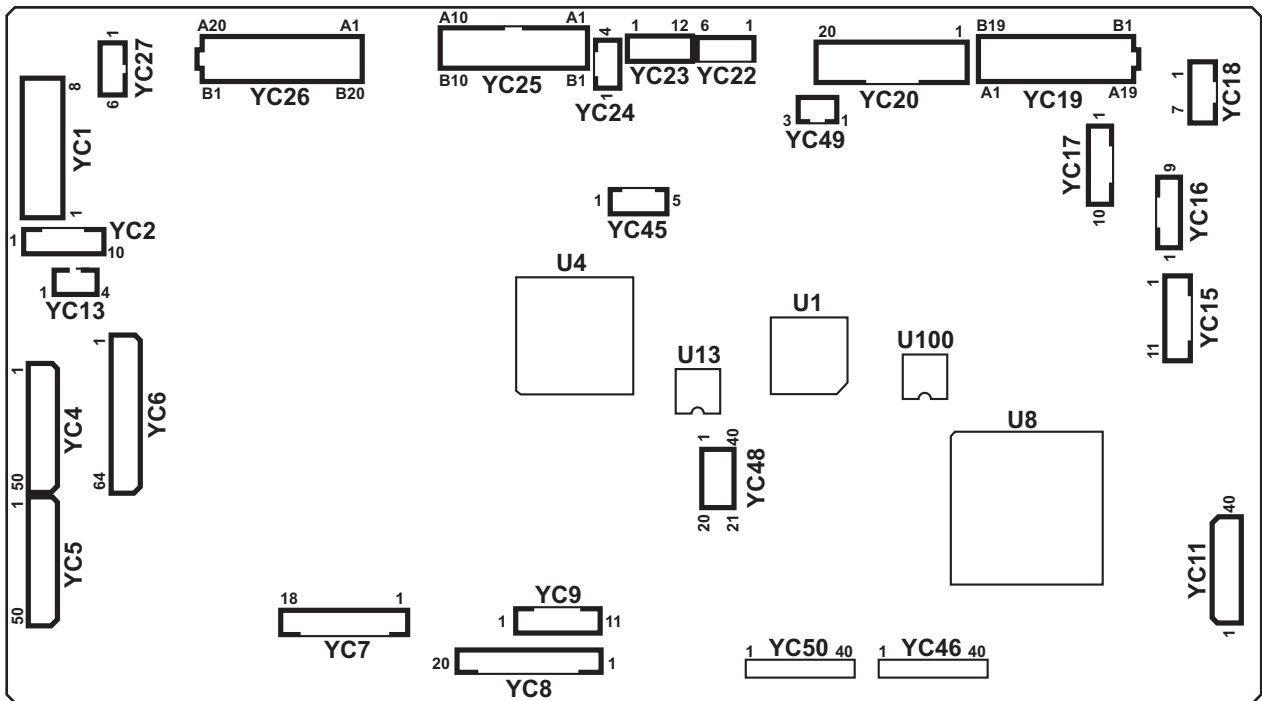 1
YC27
6
A20 A1
B1 YC26 B20
A10 A1
B10 YC25 B1
4
YC24
1
1 12
YC23
6 1
YC22
20 1
YC20
B19 B1
A1 YC19 A19
1
YC18
7
8
YC1
1
3 1
YC49
1
YC17
10
9
YC16
1
1 5
YC45
1 YC2
10
1 4
YC13
U4
U1
U13
U100
1
YC15
11
1
YC4
50
1
YC6
64
1
YC5
50
1 40
YC48
20 21
U8
40
YC11
1
18 1
YC7
YC9
1 11
20 1
YC8
1 YC50 40
1 YC46 40